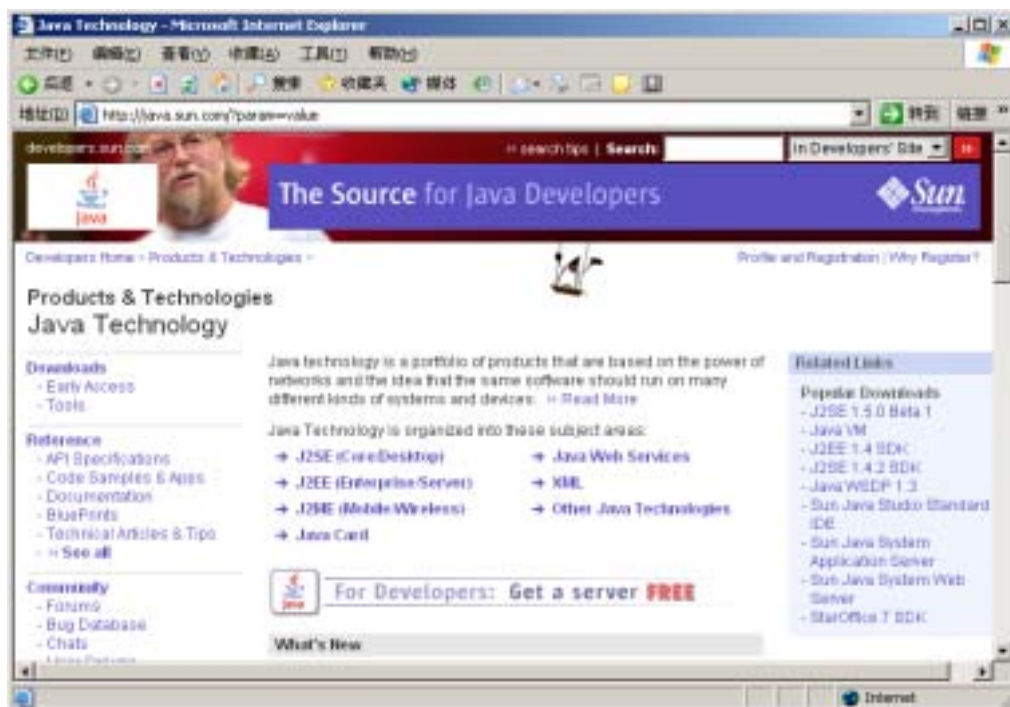 Java Technology - Microsoft Internet Explorer
文件(F) 编辑(E) 查看(V) 收藏(A) 工具(T) 帮助(H)
后退 搜索 收藏夹 媒体
地址(D) http://java.sun.com/?param=value 转到 链接 »
developers.sun.com » search tips | Search: in Developers' Site »
Java
The Source for Java Developers
Sun
Developers Home > Products & Technologies >
Profile and Registration | Why Register?
Products & Technologies
Java Technology
Downloads
- Early Access
- Tools
Reference
- API Specifications
- Code Samples & Apps
- Documentation
- BluePrints
- Technical Articles & Tips
- » See all
Community
- Forums
- Bug Database
- Chats
Java technology is a portfolio of products that are based on the power of
networks and the idea that the same software should run on many
different kinds of systems and devices. » Read More
Java Technology is organized into these subject areas:
→ J2SE (Core/Desktop)
→ J2EE (Enterprise/Server)
→ J2ME (Mobile/Wireless)
→ Java Card
→ Java Web Services
→ XML
→ Other Java Technologies
Java
For Developers: Get a server FREE
What's New
Related Links
Popular Downloads
- J2SE 1.5.0 Beta 1
- Java VM
- J2EE 1.4 SDK
- J2SE 1.4.2 SDK
- Java WSDP 1.3
- Sun Java Studio Standard
IDE
- Sun Java System
Application Server
- Sun Java System Web
Server
- StarOffice 7 SDK
Internet